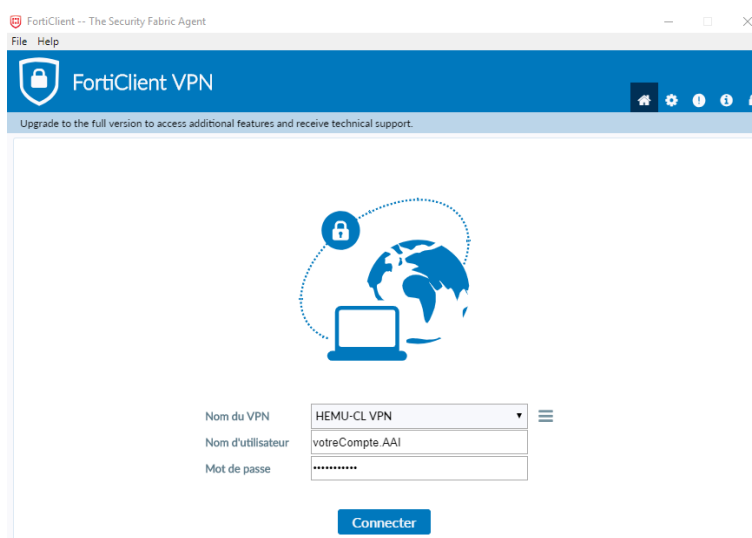 FortiClient -- The Security Fabric Agent
File Help
FortiClient VPN
Upgrade to the full version to access additional features and receive technical support.
Nom du VPN HEMU-CL VPN
Nom d'utilisateur votreCompte.AAI
Mot de passe •••••••••••
Connecter